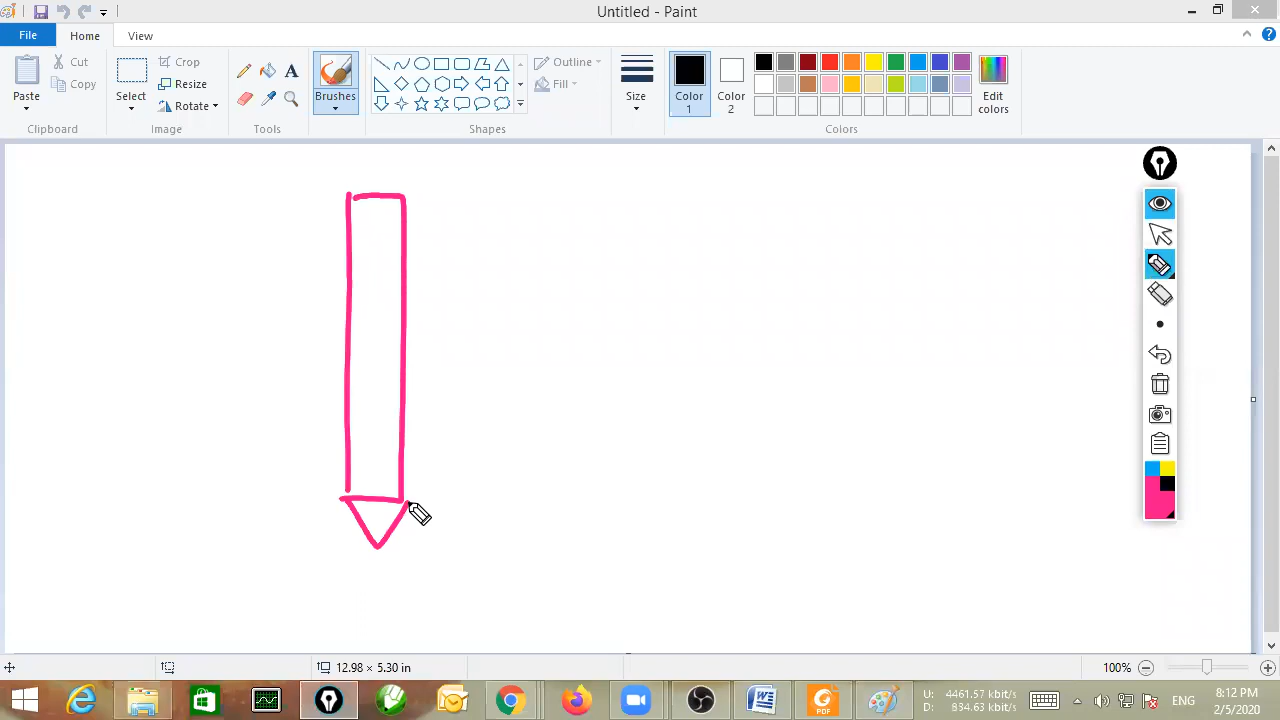 Untitled - Paint
File Home View
Paste
Cut
Copy
Clipboard
Select
Crop
Resize
Rotate
Image
A
Tools
Brushes
Outline
Fill
Shapes
Size
Color 1
Color 2
Edit colors
Colors
12.98 × 5.30 in
100%
U: 4461.57 kbit/s
D: 834.63 kbit/s
ENG
8:12 PM
2/5/2020
W
PDF